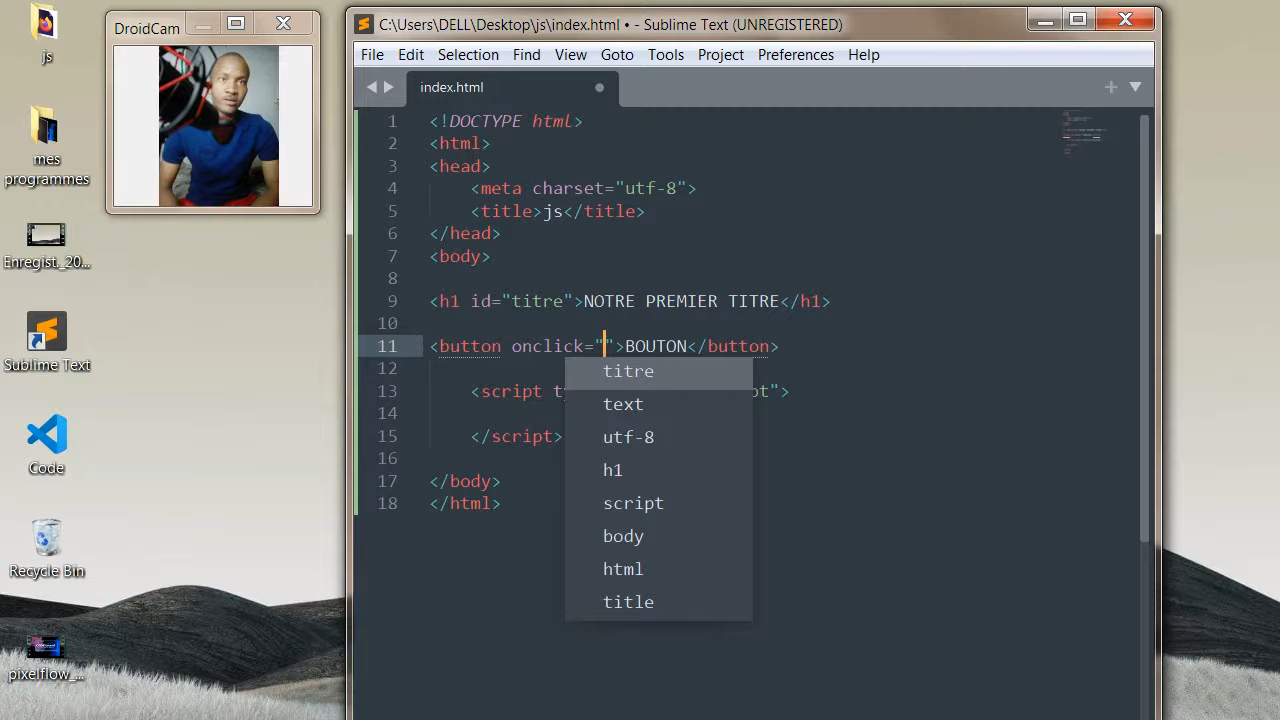 js
mes
programmes
Enregist._20...
Sublime Text
Code
Recycle Bin
pixelflow_...
DroidCam
C:\Users\DELL\Desktop\js\index.html • - Sublime Text (UNREGISTERED)
File Edit Selection Find View Goto Tools Project Preferences Help
index.html
1 <!DOCTYPE html>
2 <html>
3 <head>
4 <meta charset="utf-8">
5 <title>js</title>
6 </head>
7 <body>
8
9 <h1 id="titre">NOTRE PREMIER TITRE</h1>
10
11 <button onclick="">BOUTON</button>
12
13 <script ty pt">
14
15 </script>
16
17 </body>
18 </html>
titre
text
utf-8
h1
script
body
html
title